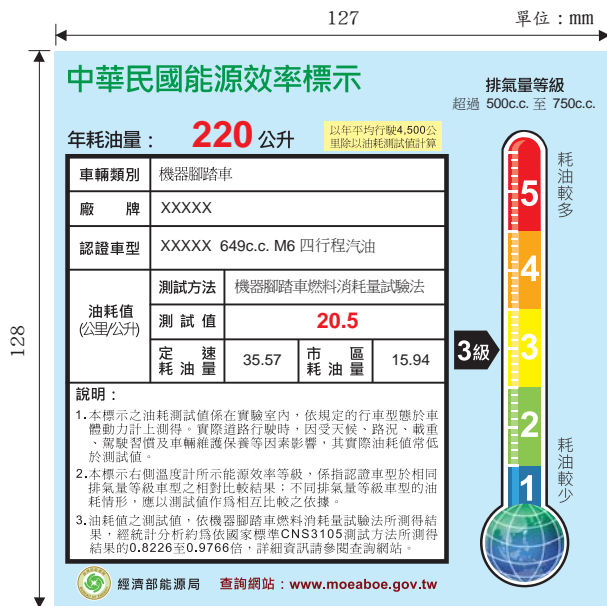 127
單位：mm
中華民國能源效率標示
排氣量等級
超過 500c.c. 至 750c.c.
年耗油量： 220 公升
以年平均行駛4,500公
里除以油耗測試值計算
車輛類別 機器腳踏車
廠牌 XXXXX
認證車型 XXXXX 649c.c. M6 四行程汽油
油耗值
(公里/公升)
測試方法 機器腳踏車燃料消耗量試驗法
測試值 20.5
定速
耗油量 35.57
市區
耗油量 15.94
說明：
1.本標示之油耗測試值係在實驗室內，依規定的行車型態於車
體動力計上測得。實際道路行駛時，因受天候、路況、載重
、駕駛習慣及車輛維護保養等因素影響，其實際油耗值常低
於測試值。
2.本標示右側溫度計所示能源效率等級，係指認證車型於相同
排氣量等級車型之相對比較結果；不同排氣量等級車型的油
耗情形，應以測試值作為相互比較之依據。
3.油耗值之測試值，依機器腳踏車燃料消耗量試驗法所測得結
果，經統計分析約為依國家標準CNS3105測試方法所測得
結果的0.8226至0.9766倍，詳細資訊請參閱查詢網站。
經濟部能源局 查詢網站：www.moeaboe.gov.tw
耗油較多
5
4
3級
3
2
1
耗油較少
128